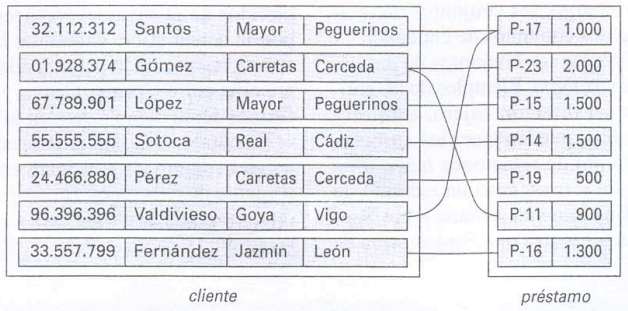 32.112.312 Santos Mayor Peguerinos P-17 1.000
01.928.374 Gómez Carretas Cerceda P-23 2.000
67.789.901 López Mayor Peguerinos P-15 1.500
55.555.555 Sotoca Real Cádiz P-14 1.500
24.466.880 Pérez Carretas Cerceda P-19 500
96.396.396 Valdivieso Goya Vigo P-11 900
33.557.799 Fernández Jazmín León P-16 1.300
cliente préstamo